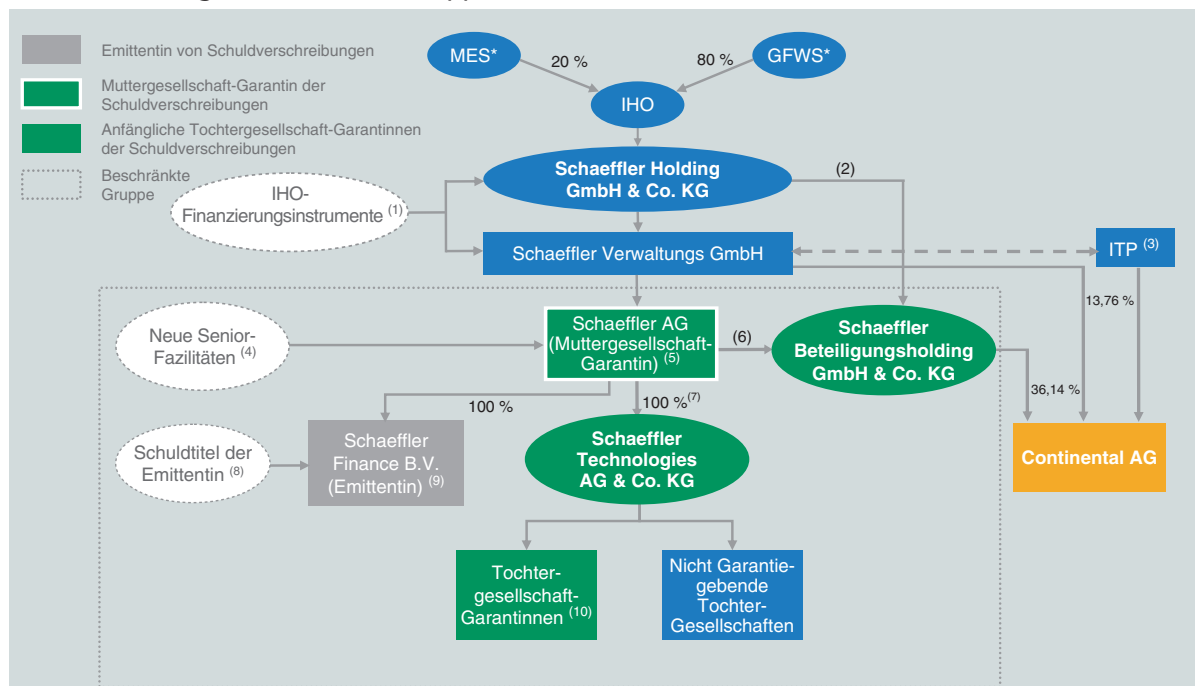 Emittentin von Schuldverschreibungen
Muttergesellschaft-Garantin der
Schuldverschreibungen
Anfängliche Tochtergesellschaft-Garantinnen
der Schuldverschreibungen
Beschränkte
Gruppe
MES*
20 %
80 %
GFWS*
IHO
Schaeffler Holding
GmbH & Co. KG
(2)
IHO-
Finanzierungsinstrumente (1)
Schaeffler Verwaltungs GmbH
ITP (3)
13,76 %
Neue Senior-
Fazilitäten (4)
Schaeffler AG
(Muttergesellschaft-
Garantin) (5)
(6)
Schaeffler
Beteiligungsholding
GmbH & Co. KG
36,14 %
100 %
100 %(7)
Schuldtitel der
Emittentin (8)
Schaeffler
Finance B.V.
(Emittentin) (9)
Schaeffler
Technologies
AG & Co. KG
Continental AG
Tochter-
gesellschaft-
Garantinnen (10)
Nicht Garantie-
gebende
Tochter-
Gesellschaften